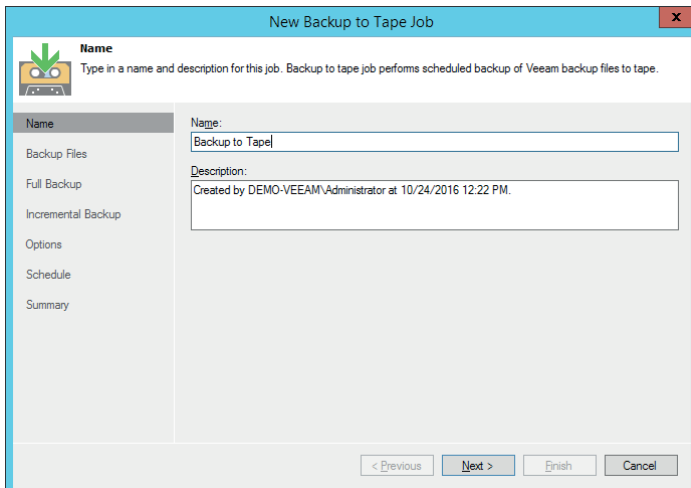 New Backup to Tape Job
x
Name
Type in a name and description for this job. Backup to tape job performs scheduled backup of Veeam backup files to tape.
Name
Backup Files
Full Backup
Incremental Backup
Options
Schedule
Summary
Name:
Backup to Tape
Description:
Created by DEMO-VEEAM\Administrator at 10/24/2016 12:22 PM.
< Previous
Next >
Finish
Cancel